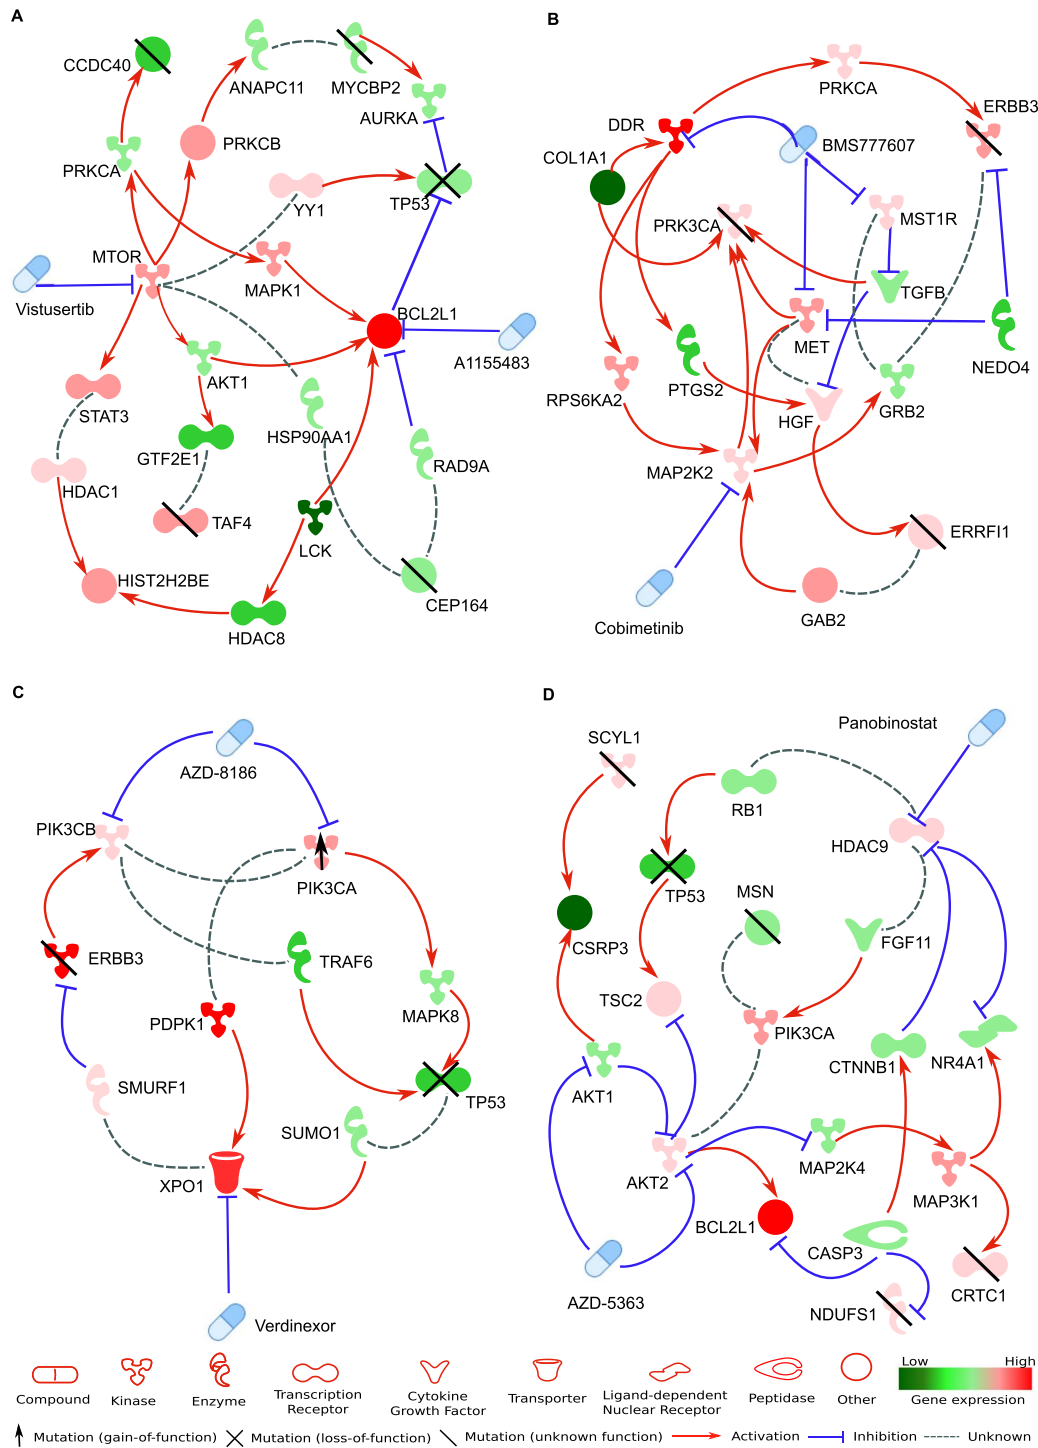 A
CCDC40
ANAPC11
MYCBP2
AURKA
PRKCB
PRKCA
YY1
TP53
MTOR
MAPK1
Vistusertib
BCL2L1
A1155483
AKT1
STAT3
HSP90AA1
GTF2E1
HDAC1
RAD9A
TAF4
LCK
HIST2H2BE
CEP164
HDAC8
B
PRKCA
ERBB3
DDR
BMS777607
COL1A1
PRK3CA
MST1R
TGFB
MET
NEDO4
PTGS2
RPS6KA2
GRB2
HGF
MAP2K2
ERRFI1
GAB2
Cobimetinib
C
AZD-8186
PIK3CB
PIK3CA
ERBB3
TRAF6
MAPK8
PDPK1
SMURF1
TP53
SUMO1
XPO1
Verdinexor
D
Panobinostat
SCYL1
RB1
HDAC9
TP53
MSN
CSRP3
FGF11
TSC2
PIK3CA
CTNNB1
NR4A1
AKT1
MAP2K4
AKT2
MAP3K1
BCL2L1
CASP3
CRTC1
AZD-5363
NDUFS1
Compound
Kinase
Enzyme
Transcription
Receptor
Cytokine
Growth Factor
Transporter
Ligand-dependent
Nuclear Receptor
Peptidase
Other
Low High
Gene expression
Mutation (gain-of-function) Mutation (loss-of-function) Mutation (unknown function) Activation Inhibition Unknown